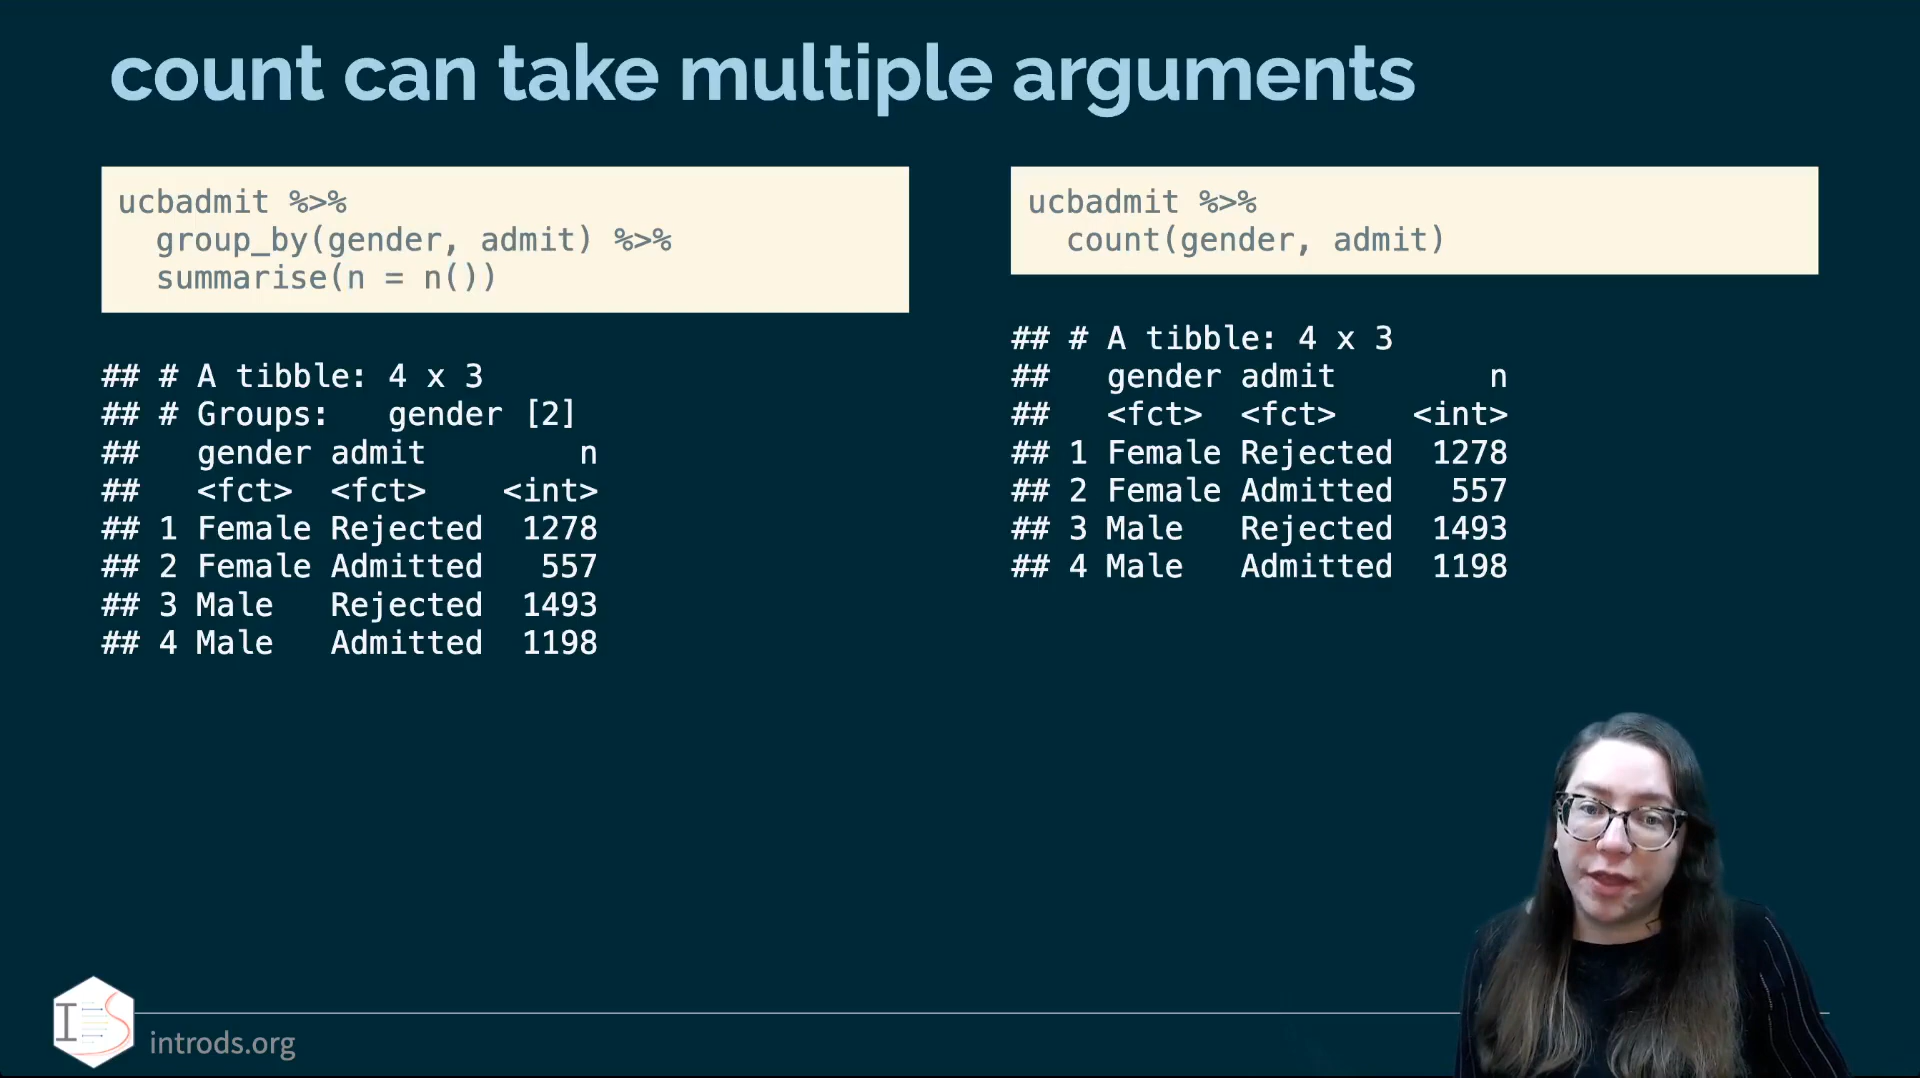 count can take multiple arguments
ucbadmit %>%
  group_by(gender, admit) %>%
  summarise(n = n())
## # A tibble: 4 x 3
## # Groups:   gender [2]
##   gender admit        n
##   <fct>  <fct>    <int>
## 1 Female Rejected  1278
## 2 Female Admitted   557
## 3 Male   Rejected  1493
## 4 Male   Admitted  1198
ucbadmit %>%
  count(gender, admit)
## # A tibble: 4 x 3
##   gender admit        n
##   <fct>  <fct>    <int>
## 1 Female Rejected  1278
## 2 Female Admitted   557
## 3 Male   Rejected  1493
## 4 Male   Admitted  1198
IS
introds.org